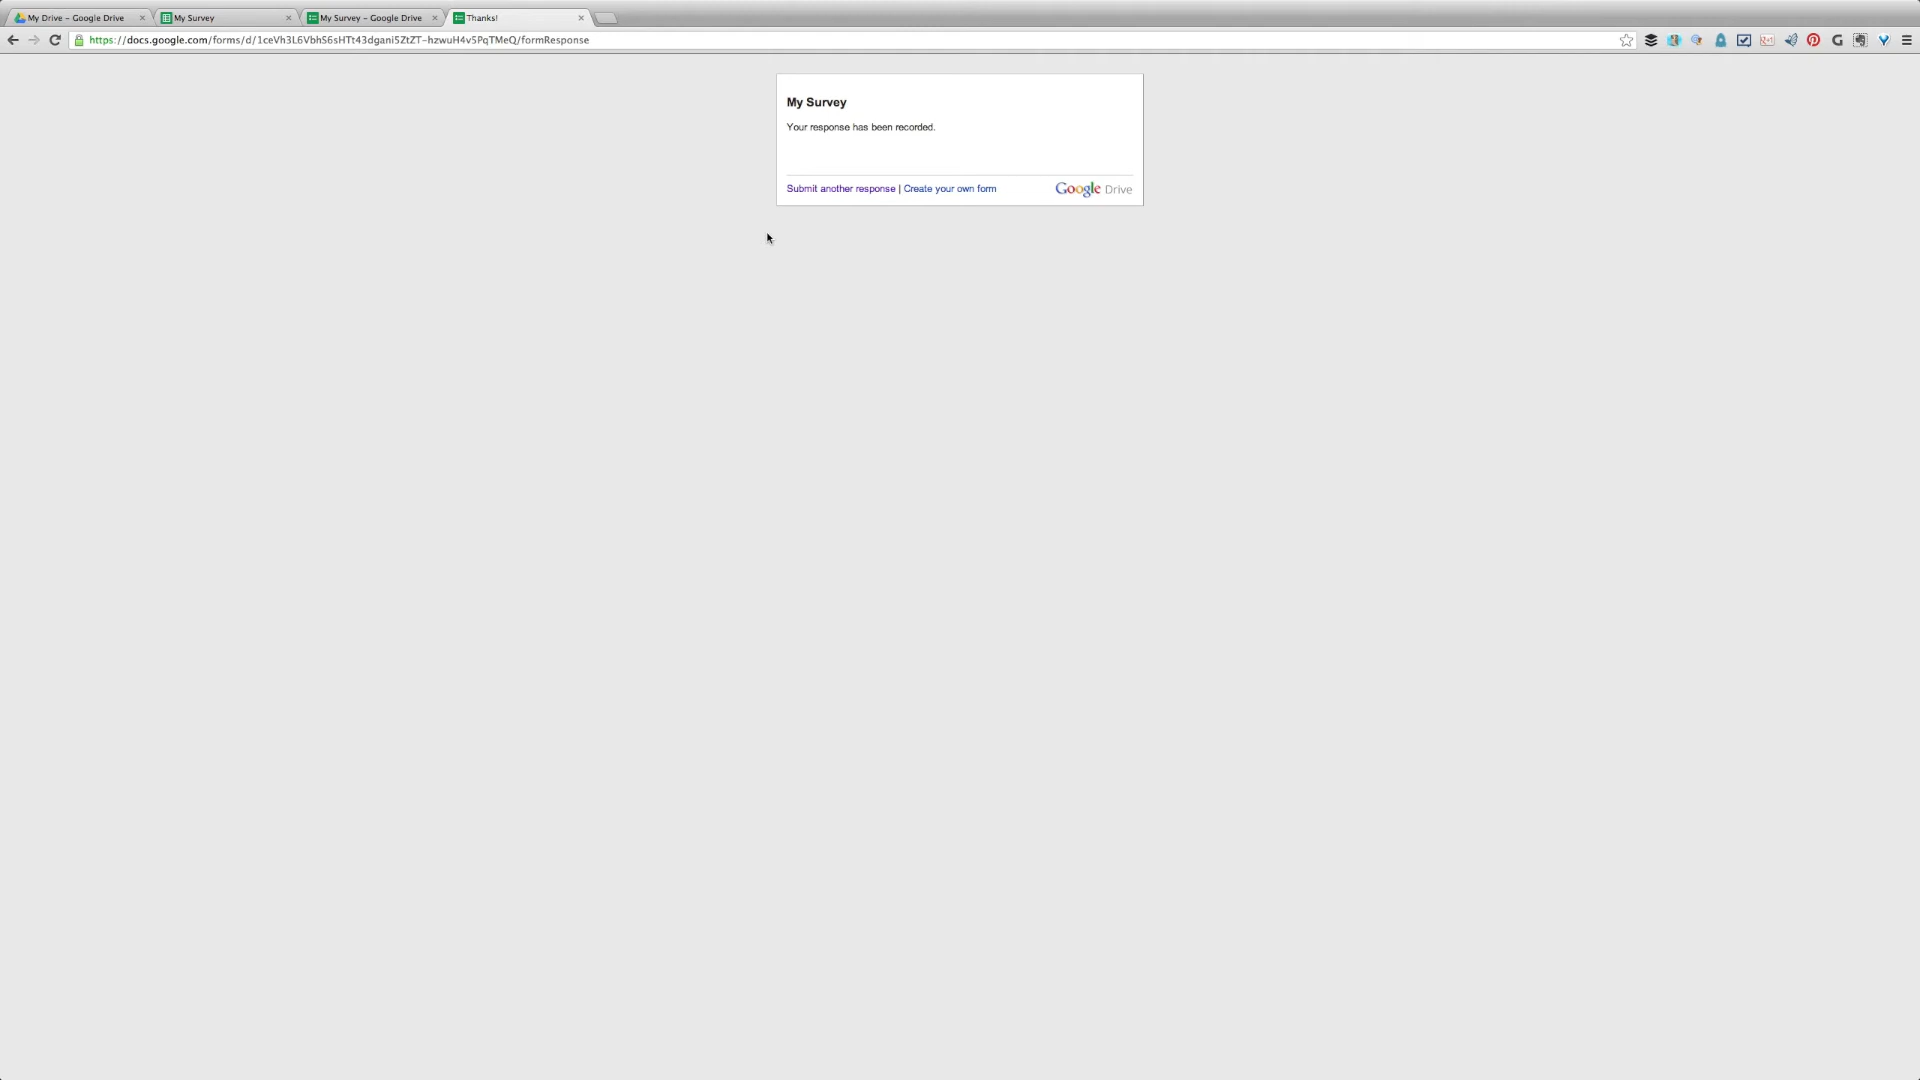 My Drive – Google Drive
My Survey
My Survey – Google Drive
Thanks!
https://docs.google.com/forms/d/1ceVh3L6VbhS6sHTt43dgani5ZtZT-hzwuH4v5PqTMeQ/formResponse
My Survey
Your response has been recorded.
Submit another response | Create your own form
Google Drive